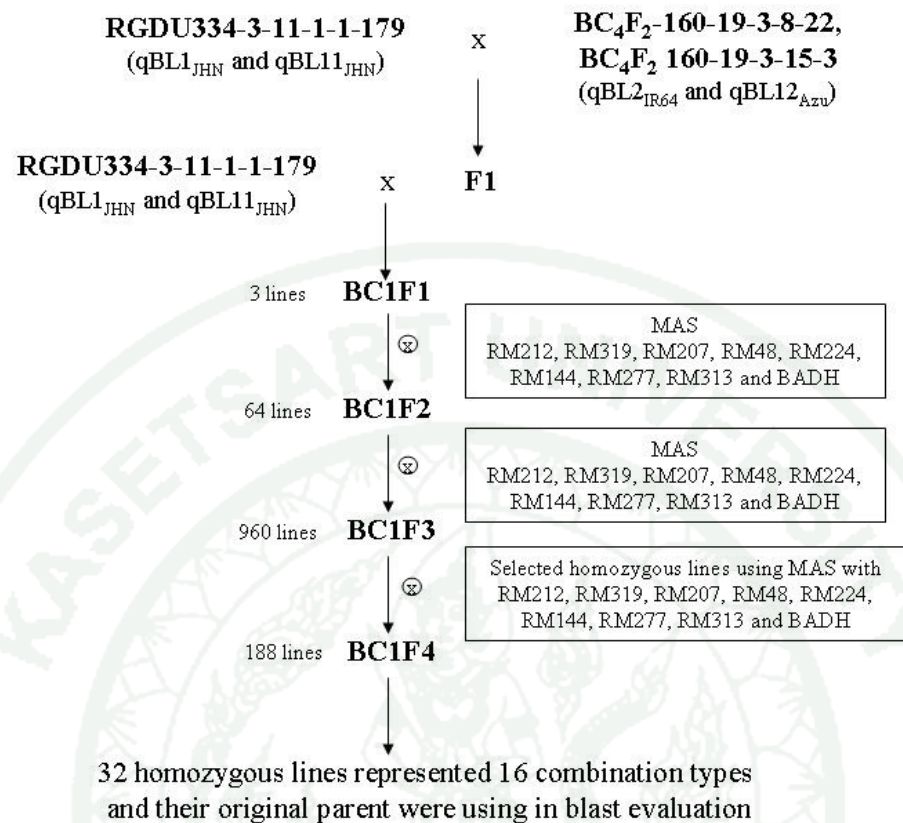 RGDU334-3-11-1-1-179
(qBL1JHN and qBL11JHN)
x
BC4F2-160-19-3-8-22,
BC4F2 160-19-3-15-3
(qBL2IR64 and qBL12Azu)
RGDU334-3-11-1-1-179
(qBL1JHN and qBL11JHN)
x
F1
3 lines BC1F1
x
MAS
RM212, RM319, RM207, RM48, RM224,
RM144, RM277, RM313 and BADH
64 lines BC1F2
x
MAS
RM212, RM319, RM207, RM48, RM224,
RM144, RM277, RM313 and BADH
960 lines BC1F3
x
Selected homozygous lines using MAS with
RM212, RM319, RM207, RM48, RM224,
RM144, RM277, RM313 and BADH
188 lines BC1F4
32 homozygous lines represented 16 combination types
and their original parent were using in blast evaluation
KASETSART UNIVERSITY